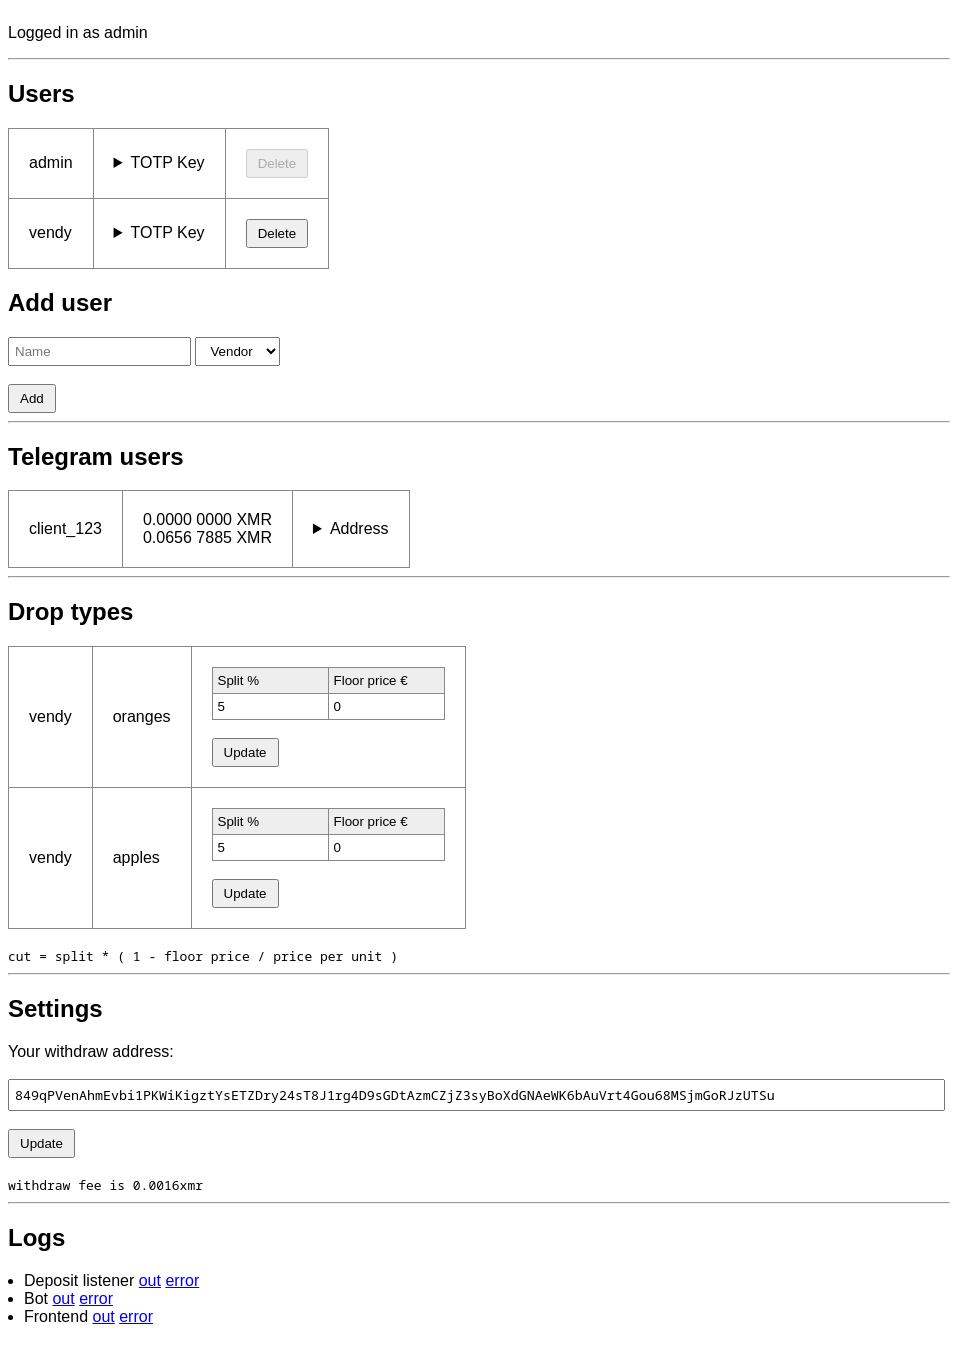 Logged in as admin
Users
admin TOTP Key Delete
vendy TOTP Key Delete
Add user
Name Vendor
Add
Telegram users
client_123 0.0000 0000 XMR Address
0.0656 7885 XMR
Drop types
Split % Floor price €
vendy oranges 5 0
Update
Split % Floor price €
vendy apples 5 0
Update
cut = split * ( 1 - floor price / price per unit )
Settings
Your withdraw address:
849qPVenAhmEvbi1PKWiKigztYsETZDry24sT8J1rg4D9sGDtAzmCZjZ3syBoXdGNAeWK6bAuVrt4Gou68MSjmGoRJzUTSu
Update
withdraw fee is 0.0016xmr
Logs
Deposit listener out error
Bot out error
Frontend out error